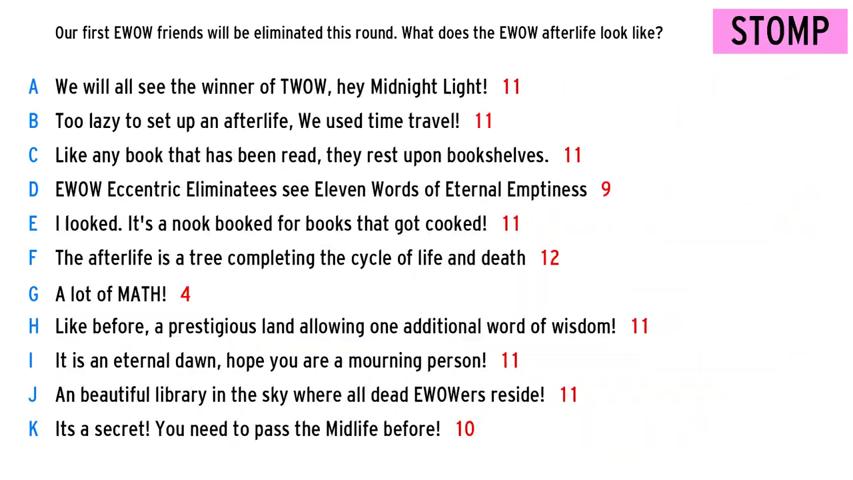 Our first EWOW friends will be eliminated this round. What does the EWOW afterlife look like?
STOMP
A We will all see the winner of TWOW, hey Midnight Light! 11
B Too lazy to set up an afterlife, We used time travel! 11
C Like any book that has been read, they rest upon bookshelves. 11
D EWOW Eccentric Eliminatees see Eleven Words of Eternal Emptiness 9
E I looked. It's a nook booked for books that got cooked! 11
F The afterlife is a tree completing the cycle of life and death 12
G A lot of MATH! 4
H Like before, a prestigious land allowing one additional word of wisdom! 11
I It is an eternal dawn, hope you are a mourning person! 11
J An beautiful library in the sky where all dead EWOWers reside! 11
K Its a secret! You need to pass the Midlife before! 10